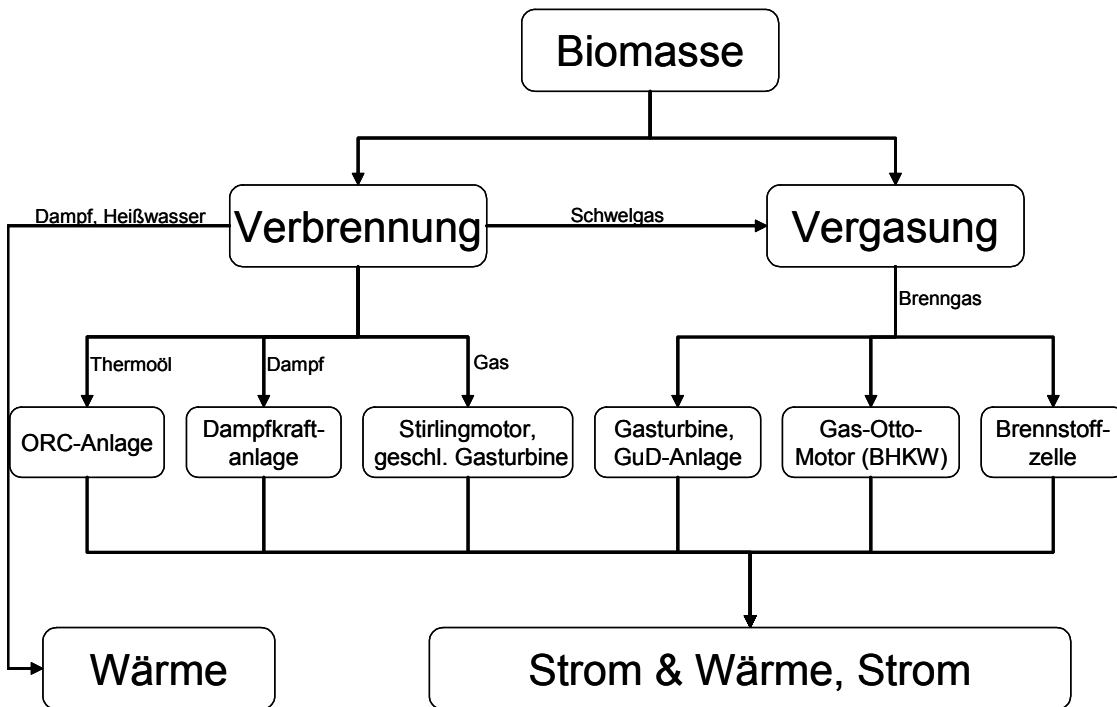 Biomasse
Dampf, Heißwasser
Verbrennung
Schwelgas
Vergasung
Brenngas
Thermoöl
Dampf
Gas
ORC-Anlage
Dampfkraft-
anlage
Stirlingmotor,
geschl. Gasturbine
Gasturbine,
GuD-Anlage
Gas-Otto-
Motor (BHKW)
Brennstoff-
zelle
Wärme
Strom & Wärme, Strom